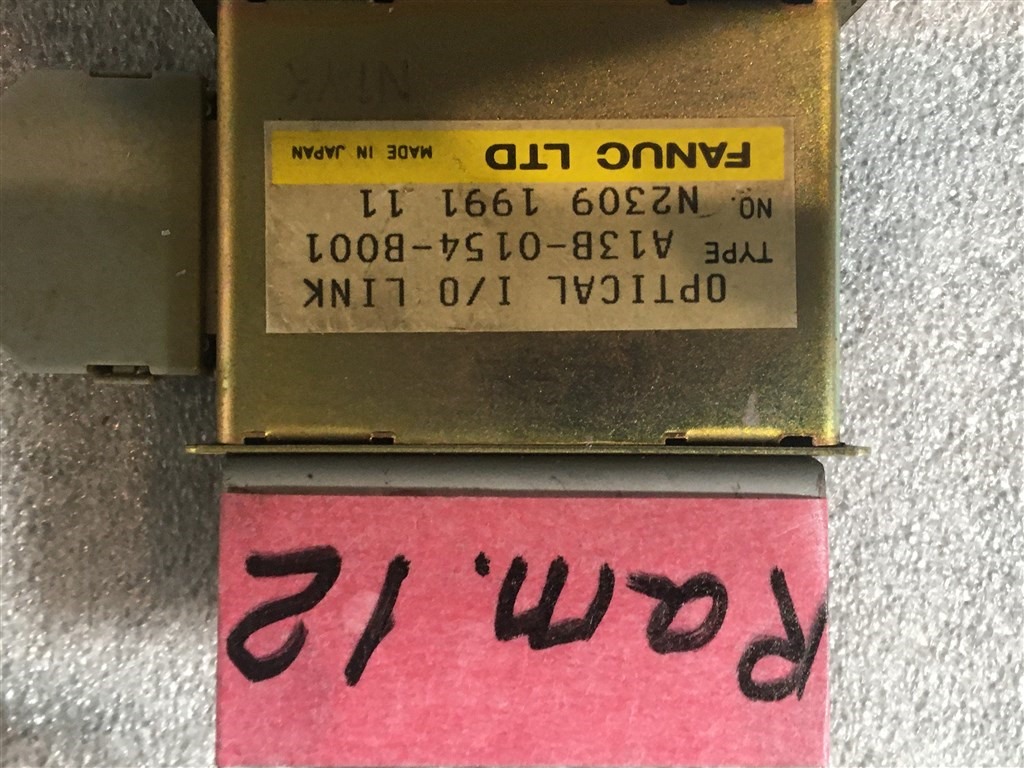 Ram. 12
OPTICAL I/O LINK
TYPE A13B-0154-B001
NO. N2309 1991 11
FANUC LTD MADE IN JAPAN